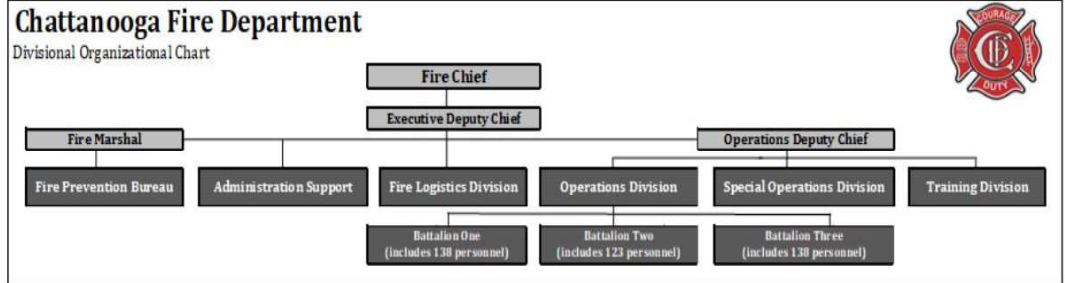 Chattanooga Fire Department
Divisional Organizational Chart
COURAGE
DUTY
Fire Chief
Executive Deputy Chief
Fire Marshal
Operations Deputy Chief
Fire Prevention Bureau
Administration Support
Fire Logistics Division
Operations Division
Special Operations Division
Training Division
Battalion One
(includes 138 personnel)
Battalion Two
(includes 123 personnel)
Battalion Three
(includes 138 personnel)